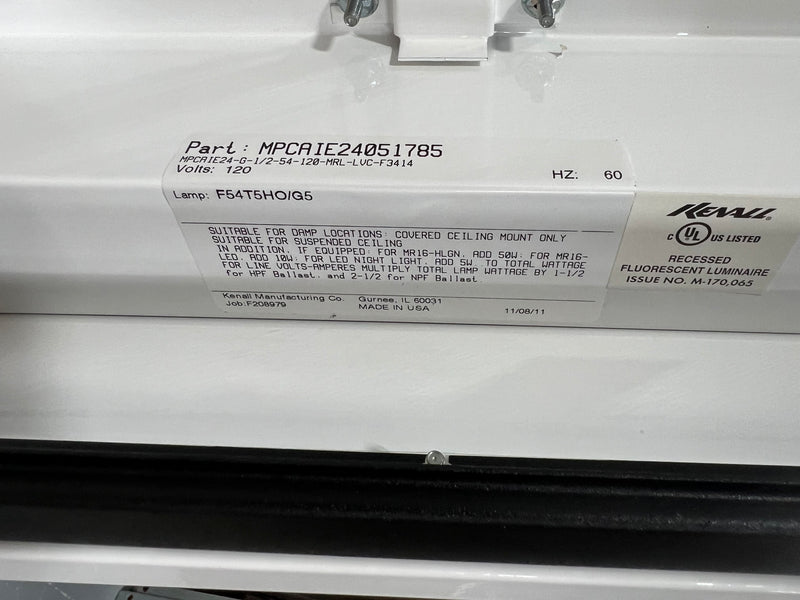 Part: MPCAIE24051785
MPCAIE24-G-1/2-54-120-MRL-LVC-F3414
Volts: 120
HZ: 60
Lamp: F54T5HO/G5
SUITABLE FOR DAMP LOCATIONS: COVERED CEILING MOUNT ONLY
SUITABLE FOR SUSPENDED CEILING
IN ADDITION. IF EQUIPPED: FOR MR16-HLGN. ADD 50W: FOR MR16-
LED. ADD 10W: FOR LED NIGHT LIGHT. ADD 5W. TO TOTAL WATTAGE
FOR LINE VOLTS-AMPERES MULTIPLY TOTAL LAMP WATTAGE BY 1-1/2
for HPF Ballast. and 2-1/2 for NPF Ballast.
Kenall Manufacturing Co. Gurnee, IL 60031
Job:F208979 MADE IN USA 11/08/11
KENALL
C UL US LISTED
RECESSED
FLUORESCENT LUMINAIRE
ISSUE NO. M-170,065